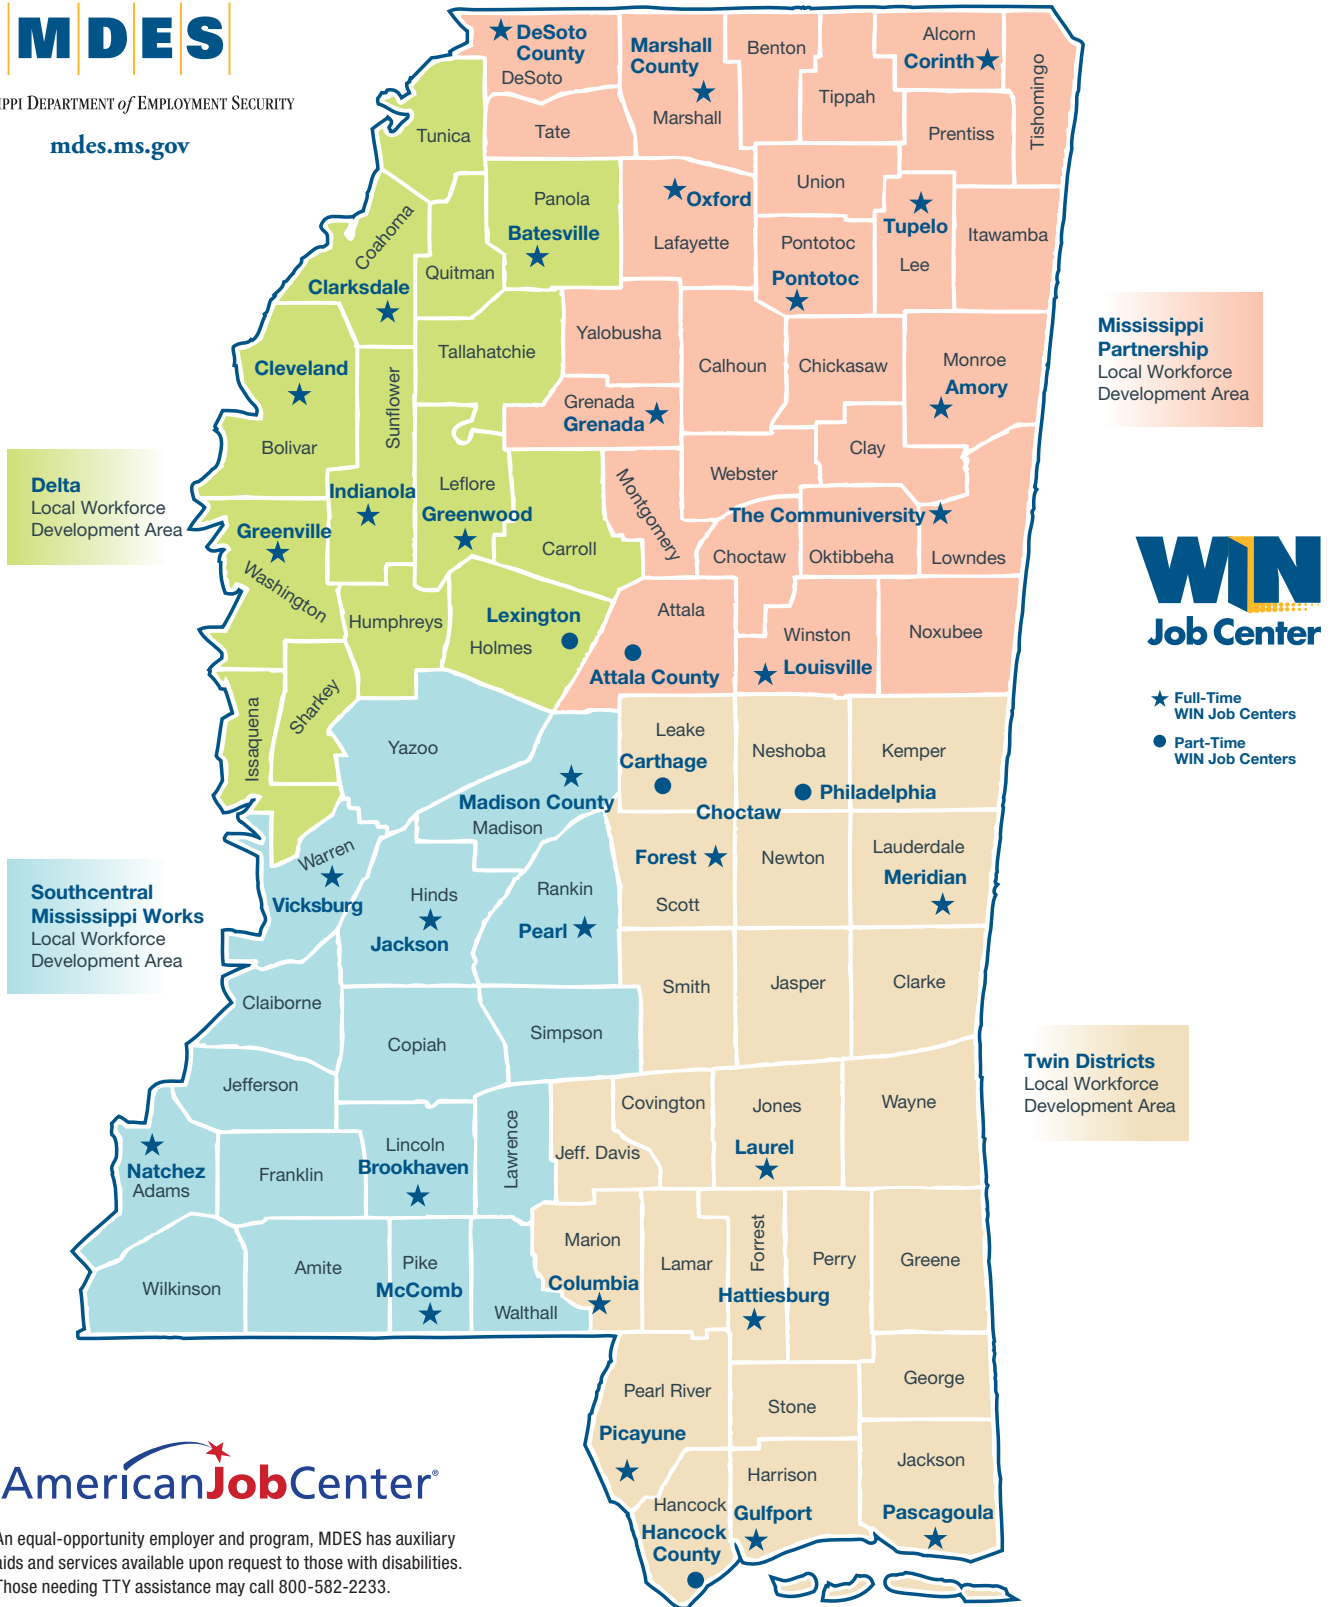 MDES
IPPI DEPARTMENT of EMPLOYMENT SECURITY
mdes.ms.gov
DeSoto
County
DeSoto
Marshall
County
Marshall
Benton
Tippah
Alcorn
Corinth
Tishomingo
Prentiss
Tunica
Tate
Panola
Batesville
Oxford
Lafayette
Union
Pontotoc
Pontotoc
Tupelo
Lee
Itawamba
Coahoma
Clarksdale
Quitman
Tallahatchie
Yalobusha
Calhoun
Chickasaw
Monroe
Amory
Mississippi
Partnership
Local Workforce
Development Area
Cleveland
Bolivar
Sunflower
Grenada
Grenada
Clay
Webster
Montgomery
Delta
Local Workforce
Development Area
Indianola
Leflore
Greenwood
Carroll
Greenville
Washington
The Communiversity
Choctaw
Oktibbeha
Lowndes
Humphreys
Lexington
Holmes
Attala
Attala County
Winston
Louisville
Noxubee
WIN
Job Center
Full-Time
WIN Job Centers
Part-Time
WIN Job Centers
Issaquena
Sharkey
Yazoo
Madison County
Madison
Leake
Carthage
Neshoba
Philadelphia
Choctaw
Kemper
Warren
Vicksburg
Hinds
Jackson
Rankin
Pearl
Forest
Scott
Newton
Lauderdale
Meridian
Southcentral
Mississippi Works
Local Workforce
Development Area
Claiborne
Copiah
Simpson
Smith
Jasper
Clarke
Jefferson
Twin Districts
Local Workforce
Development Area
Natchez
Adams
Franklin
Lincoln
Brookhaven
Lawrence
Jeff. Davis
Covington
Jones
Laurel
Wayne
Wilkinson
Amite
Pike
McComb
Walthall
Marion
Columbia
Lamar
Forrest
Hattiesburg
Perry
Greene
Pearl River
Picayune
Stone
George
Hancock
Hancock
County
Harrison
Gulfport
Jackson
Pascagoula
AmericanJobCenter®
An equal-opportunity employer and program, MDES has auxiliary
aids and services available upon request to those with disabilities.
Those needing TTY assistance may call 800-582-2233.